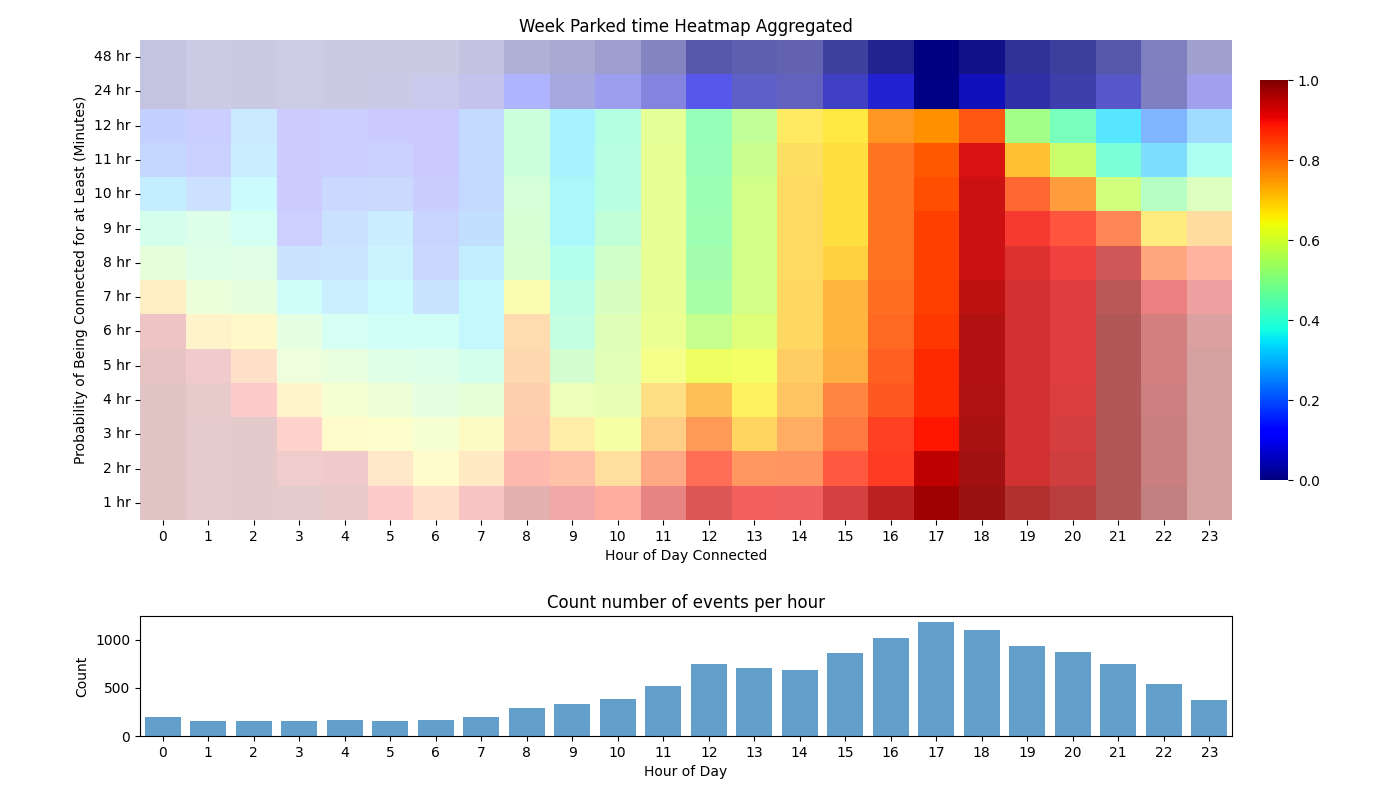 Week Parked time Heatmap Aggregated
Probability of Being Connected for at Least (Minutes)
48 hr
24 hr
12 hr
11 hr
10 hr
9 hr
8 hr
7 hr
6 hr
5 hr
4 hr
3 hr
2 hr
1 hr
0 1 2 3 4 5 6 7 8 9 10 11 12 13 14 15 16 17 18 19 20 21 22 23
Hour of Day Connected
1.0
0.8
0.6
0.4
0.2
0.0
Count number of events per hour
Count
1000
500
0
0 1 2 3 4 5 6 7 8 9 10 11 12 13 14 15 16 17 18 19 20 21 22 23
Hour of Day